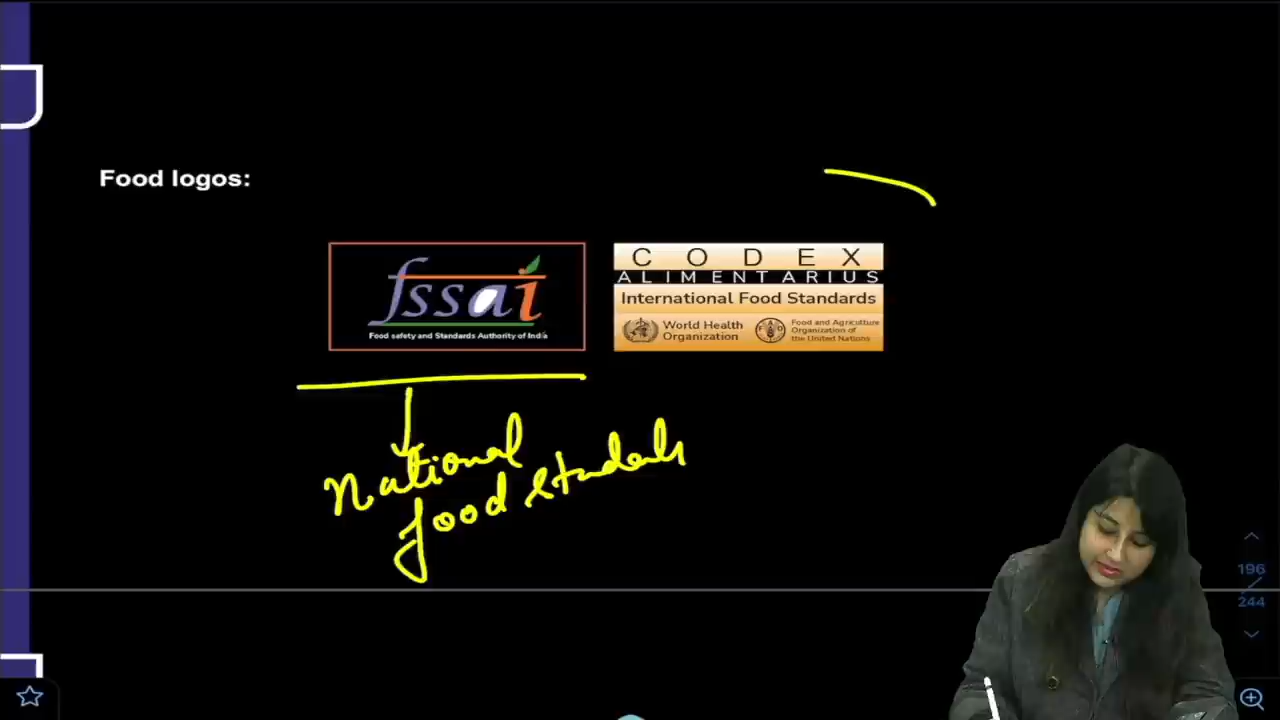 Food logos:
fssai
Food safety and Standards Authority of India
CODEX
ALIMENTARIUS
International Food Standards
World Health
Organization
Food and Agriculture
Organization of
the United Nations
National
food standards
196
244